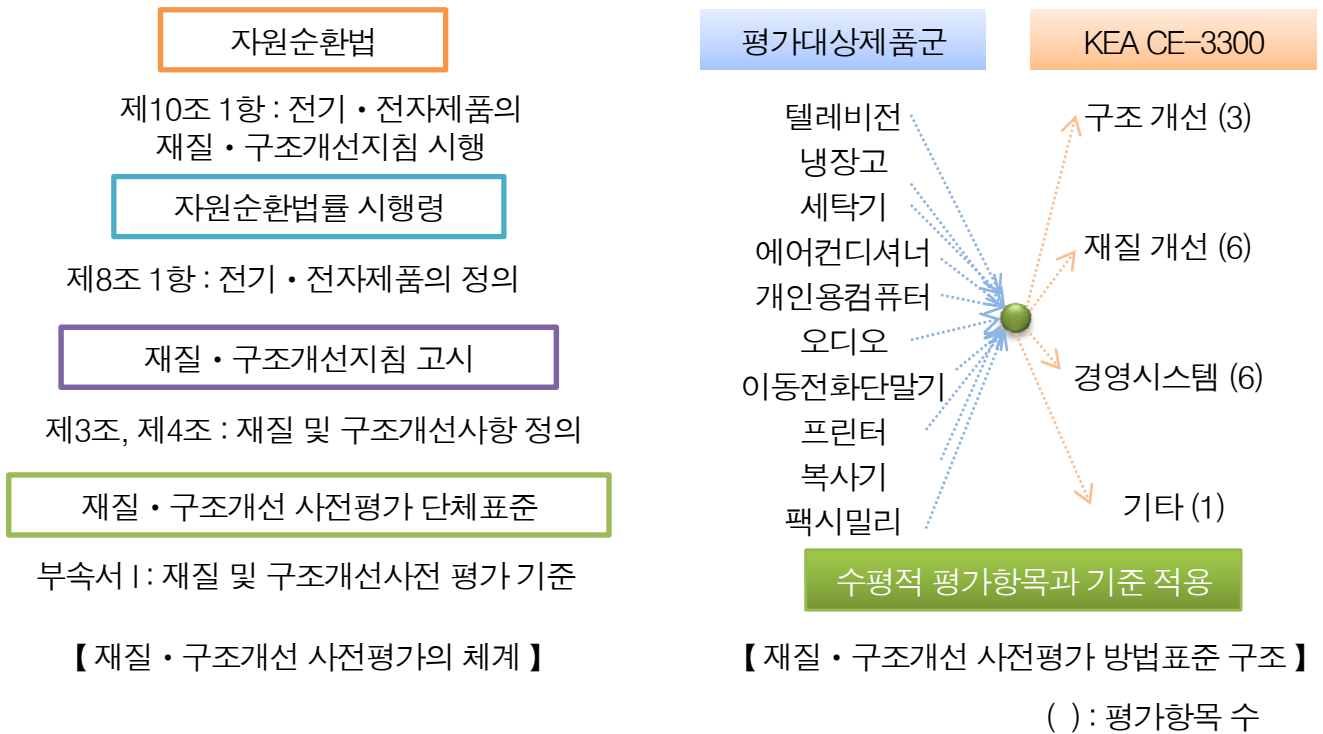 자원순환법
제10조 1항 : 전기・전자제품의
재질・구조개선지침 시행
자원순환법률 시행령
제8조 1항 : 전기・전자제품의 정의
재질・구조개선지침 고시
제3조, 제4조 : 재질 및 구조개선사항 정의
재질・구조개선 사전평가 단체표준
부속서 I : 재질 및 구조개선사전 평가 기준
【 재질・구조개선 사전평가의 체계 】
평가대상제품군
텔레비전
냉장고
세탁기
에어컨디셔너
개인용컴퓨터
오디오
이동전화단말기
프린터
복사기
팩시밀리
KEA CE-3300
구조 개선 (3)
재질 개선 (6)
경영시스템 (6)
기타 (1)
수평적 평가항목과 기준 적용
【 재질・구조개선 사전평가 방법표준 구조 】
( ) : 평가항목 수